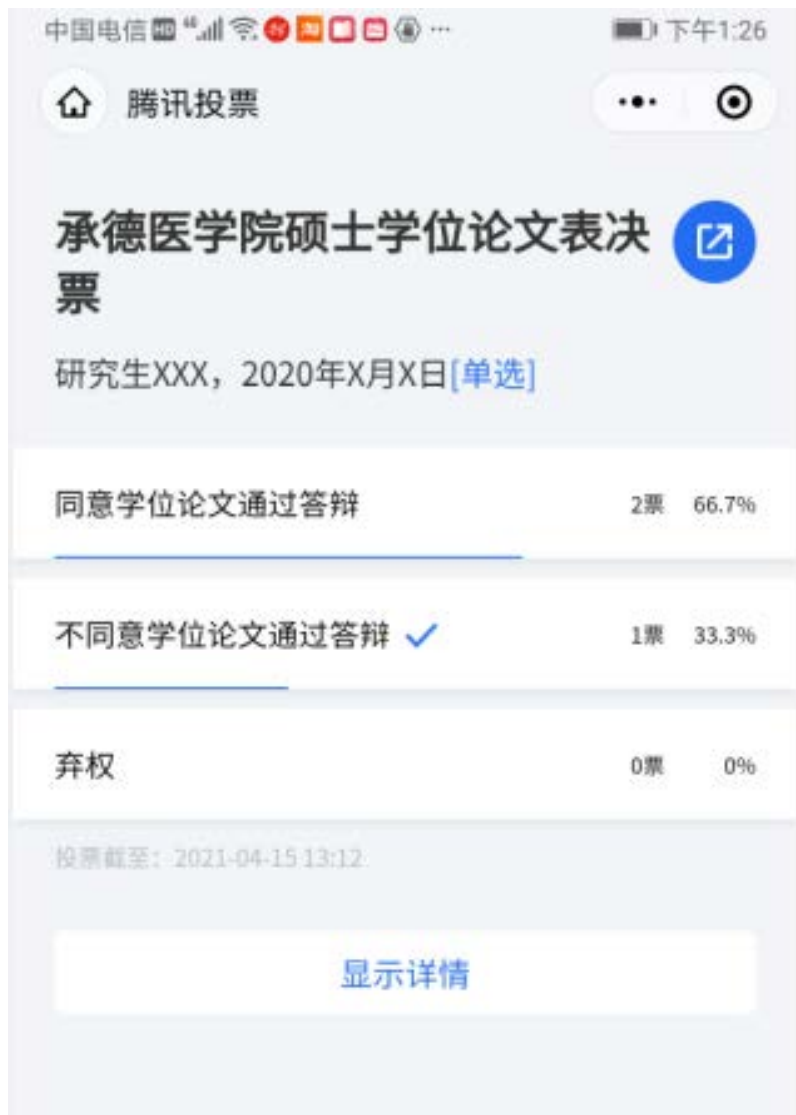 中国电信 HD 46 下午1:26
腾讯投票
承德医学院硕士学位论文表决
票
研究生XXX，2020年X月X日[单选]
同意学位论文通过答辩 2票 66.7%
不同意学位论文通过答辩 1票 33.3%
弃权 0票 0%
投票截至：2021-04-15 13:12
显示详情